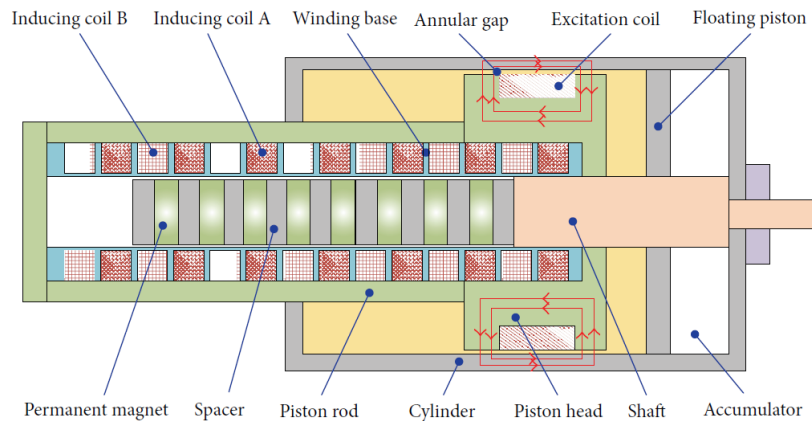 Inducing coil B
Inducing coil A
Winding base
Annular gap
Excitation coil
Floating piston
Permanent magnet
Spacer
Piston rod
Cylinder
Piston head
Shaft
Accumulator